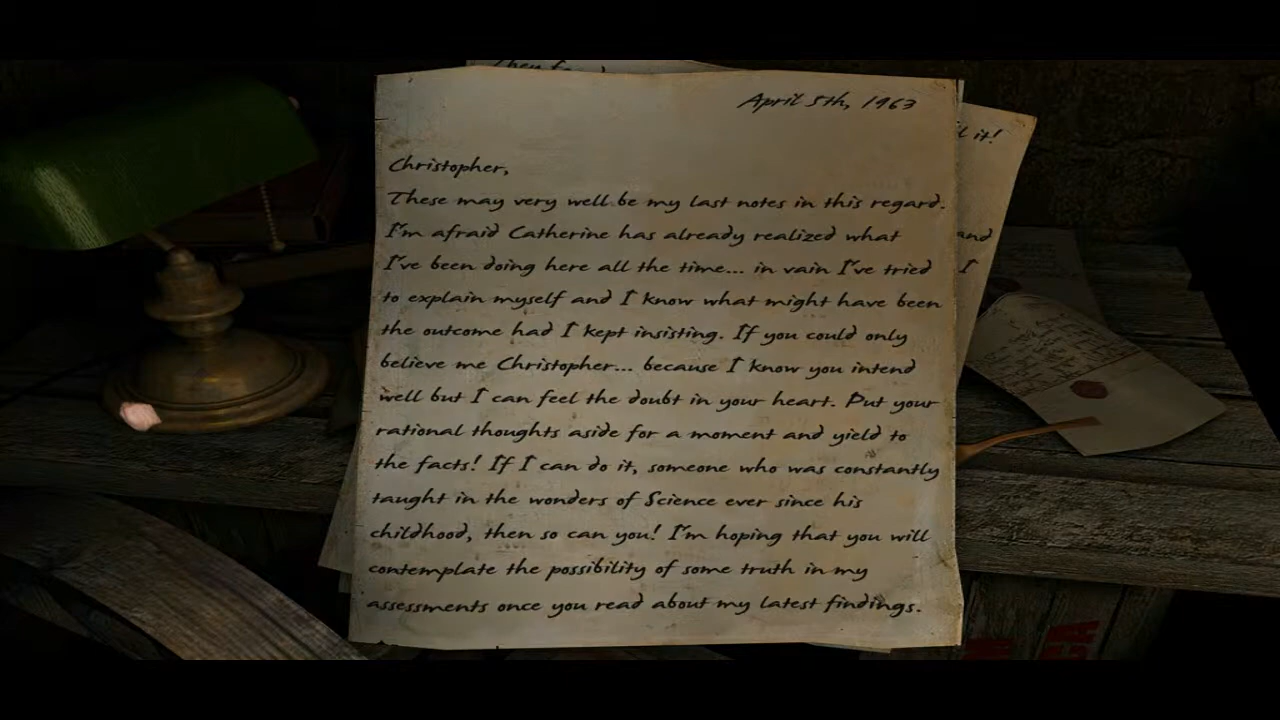 April 5th, 1963
Christopher,
These may very well be my last notes in this regard.
I'm afraid Catherine has already realized what
I've been doing here all the time... in vain I've tried
to explain myself and I know what might have been
the outcome had I kept insisting. If you could only
believe me Christopher... because I know you intend
well but I can feel the doubt in your heart. Put your
rational thoughts aside for a moment and yield to
the facts! If I can do it, someone who was constantly
taught in the wonders of Science ever since his
childhood, then so can you! I'm hoping that you will
contemplate the possibility of some truth in my
assessments once you read about my latest findings.
it!
and
I